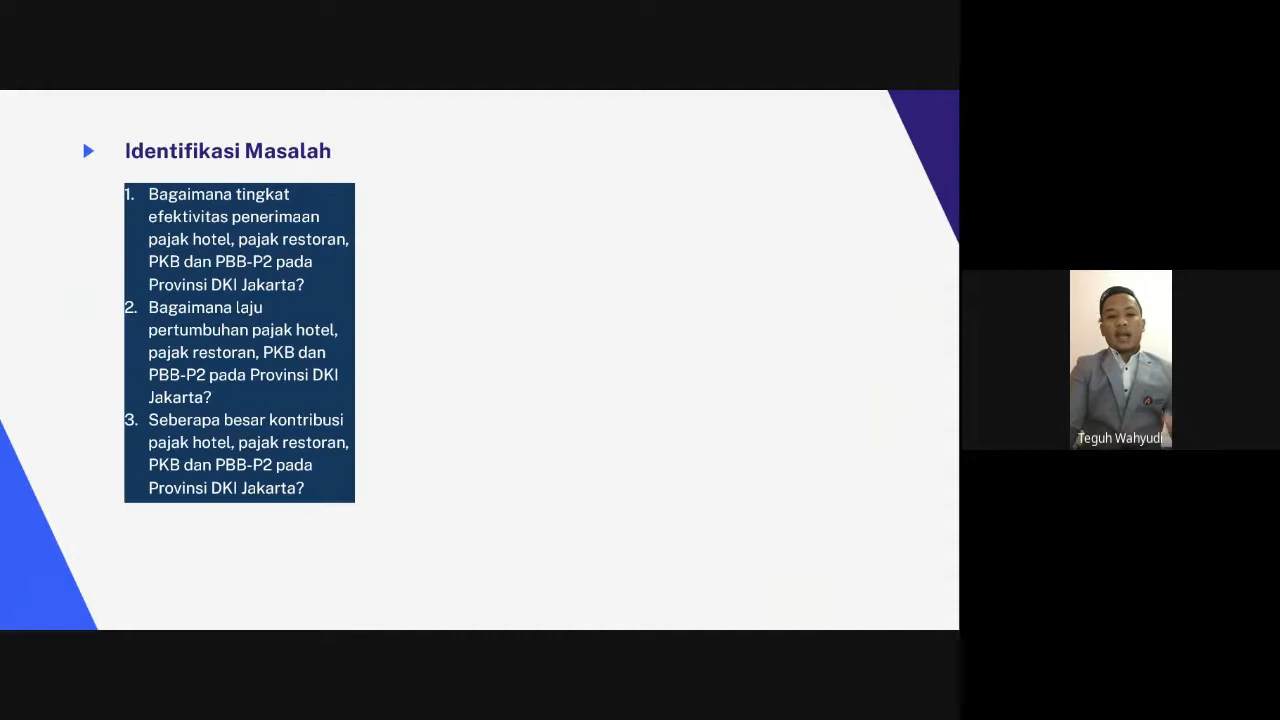 Identifikasi Masalah
1. Bagaimana tingkat
efektivitas penerimaan
pajak hotel, pajak restoran,
PKB dan PBB-P2 pada
Provinsi DKI Jakarta?
2. Bagaimana laju
pertumbuhan pajak hotel,
pajak restoran, PKB dan
PBB-P2 pada Provinsi DKI
Jakarta?
3. Seberapa besar kontribusi
pajak hotel, pajak restoran,
PKB dan PBB-P2 pada
Provinsi DKI Jakarta?
Teguh Wahyudi